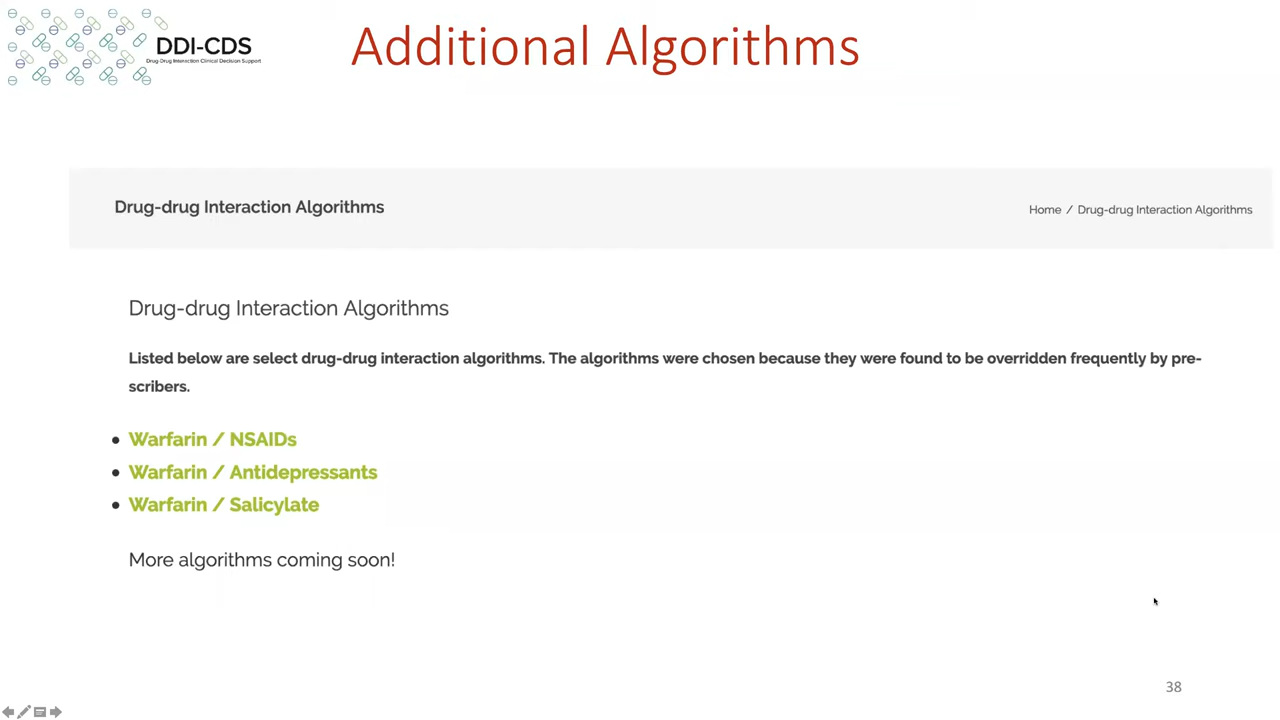 DDI-CDS
Drug-Drug Interaction Clinical Decision Support
Additional Algorithms
Drug-drug Interaction Algorithms
Home / Drug-drug Interaction Algorithms
Drug-drug Interaction Algorithms
Listed below are select drug-drug interaction algorithms. The algorithms were chosen because they were found to be overridden frequently by pre-
scribers.
• Warfarin / NSAIDs
• Warfarin / Antidepressants
• Warfarin / Salicylate
More algorithms coming soon!
38